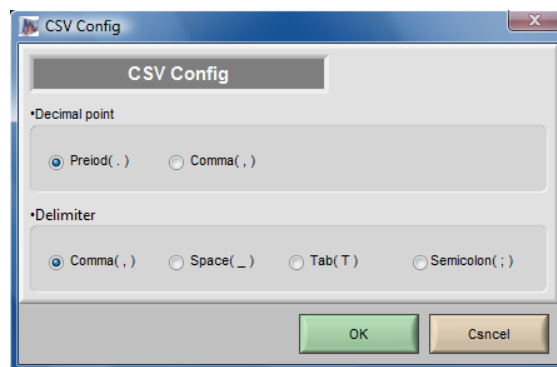 CSV Config
X
CSV Config
•Decimal point
Preiod( . ) Comma( , )
•Delimiter
Comma( , ) Space( _ ) Tab( T ) Semicolon( ; )
OK Csncel